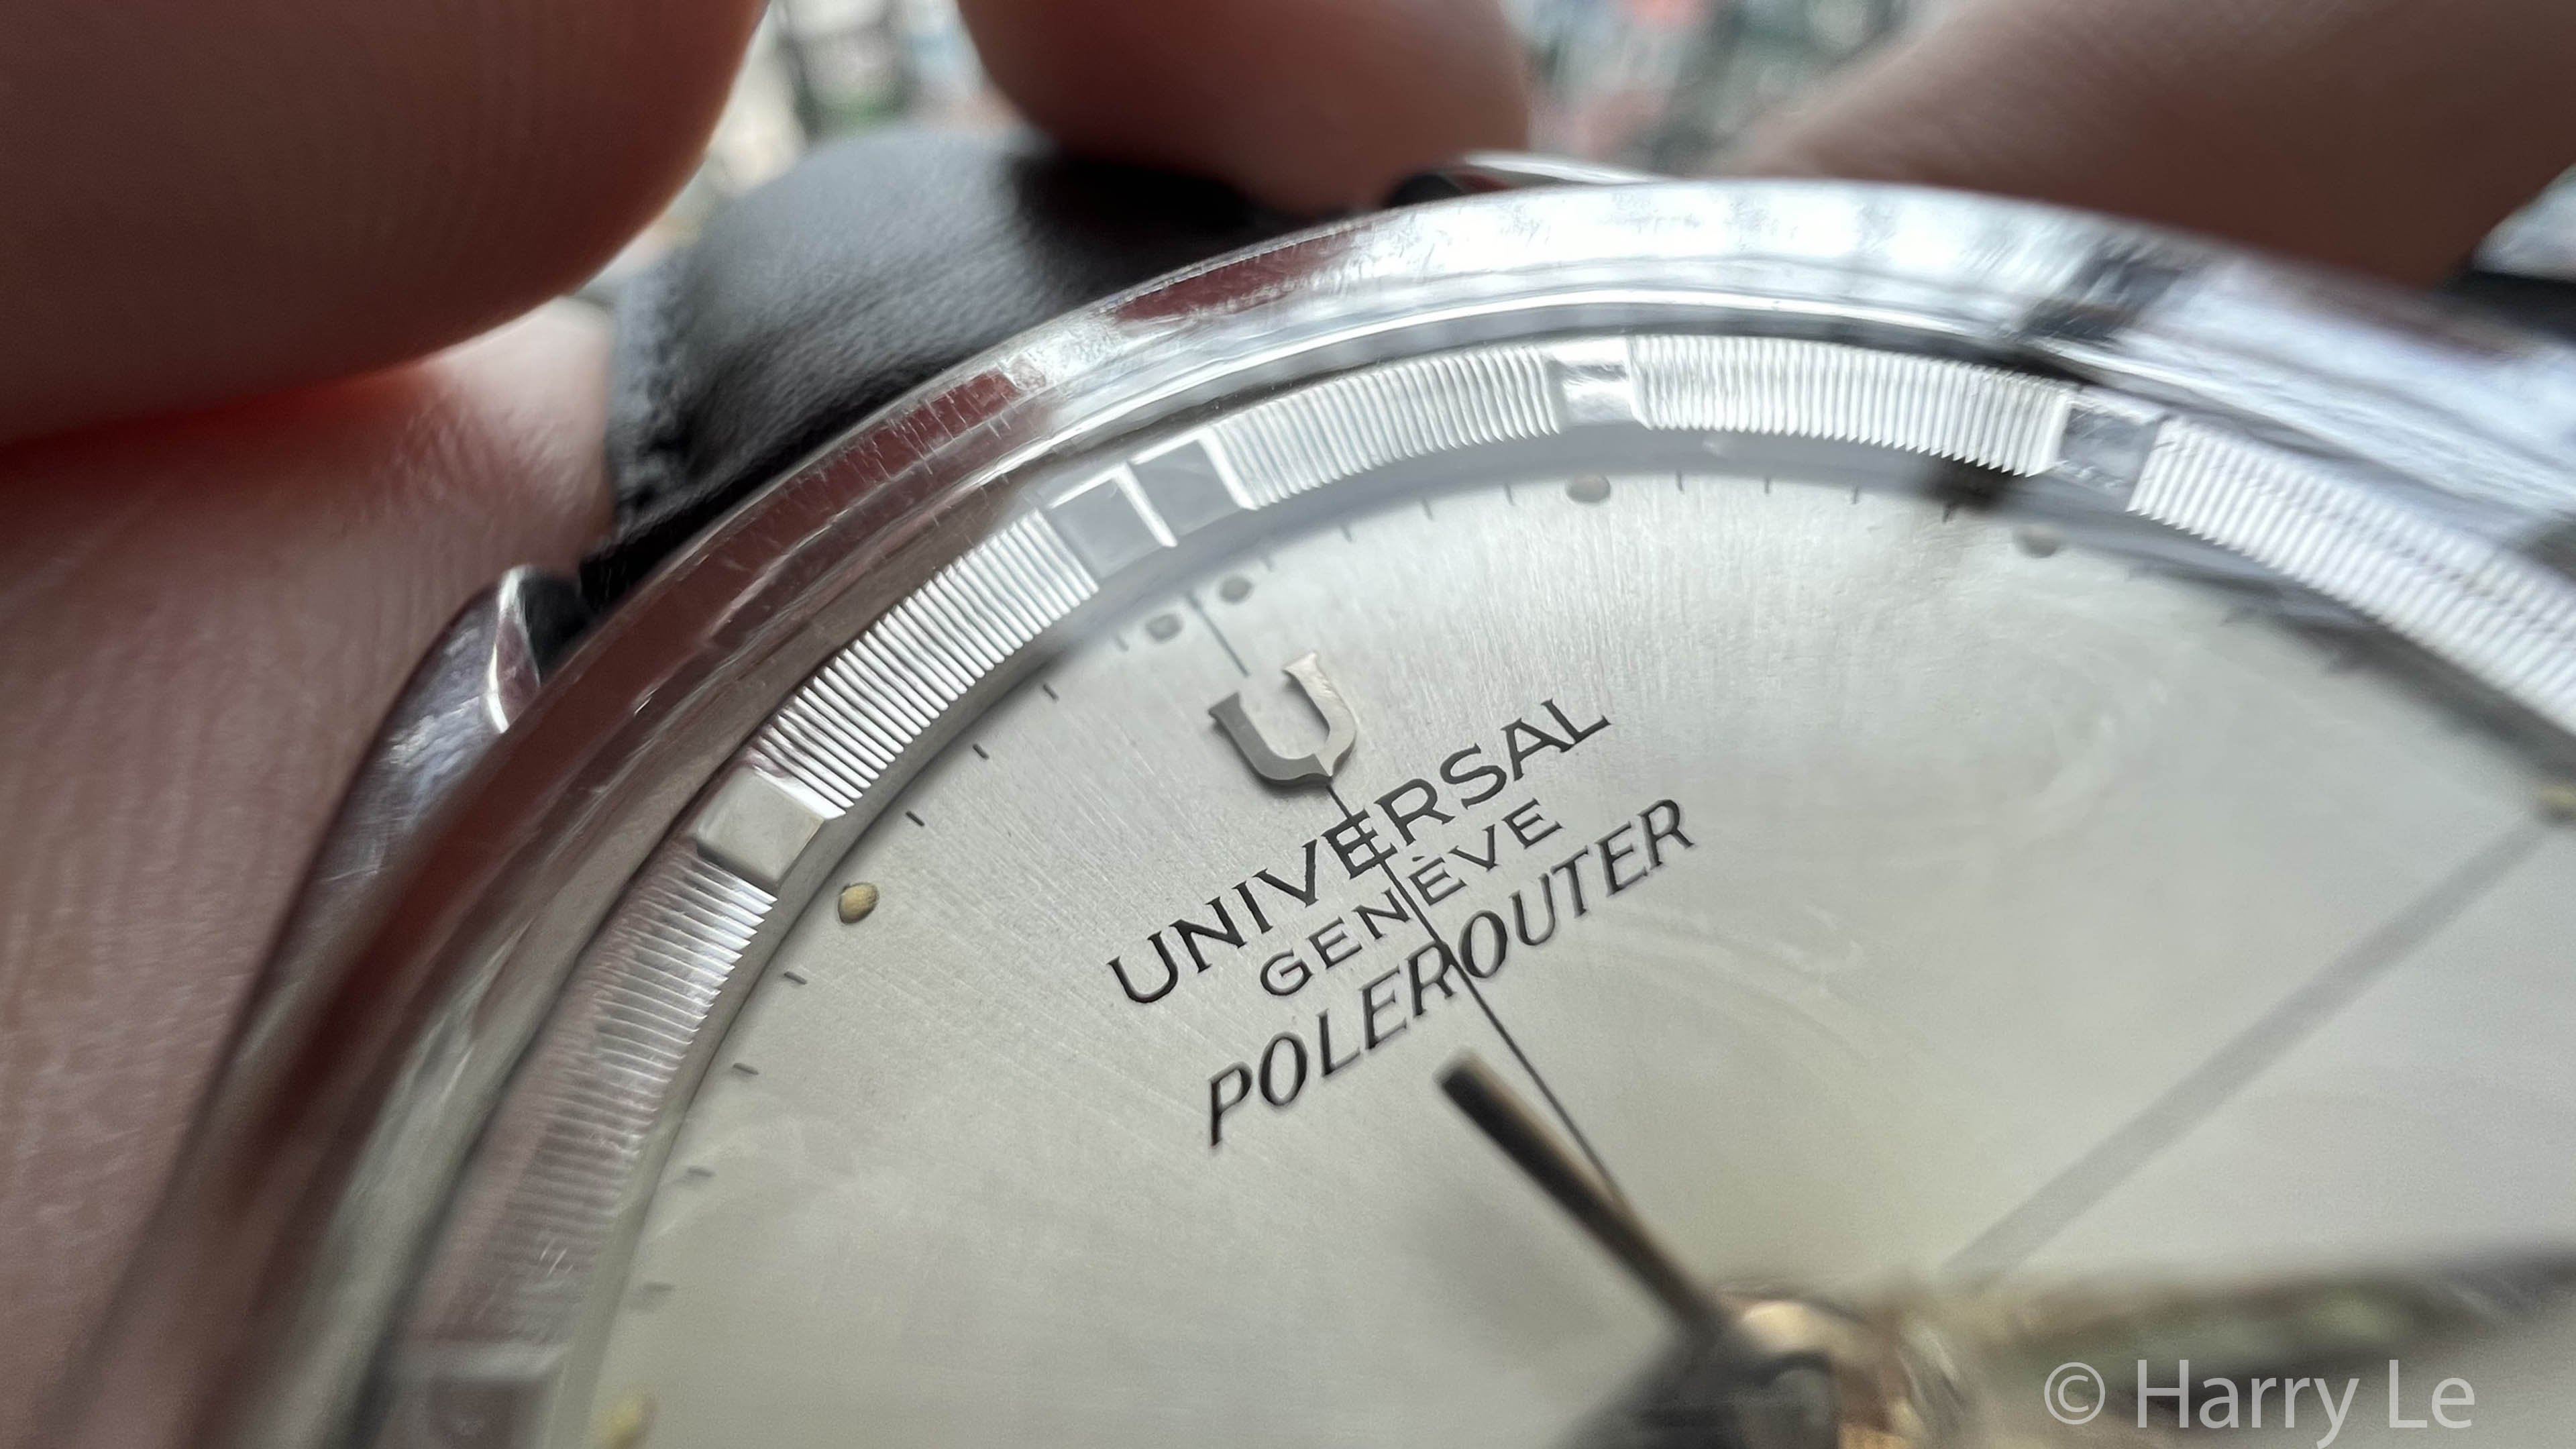 U
UNIVERSAL
GENÈVE
POLEROUTER
© Harry Le